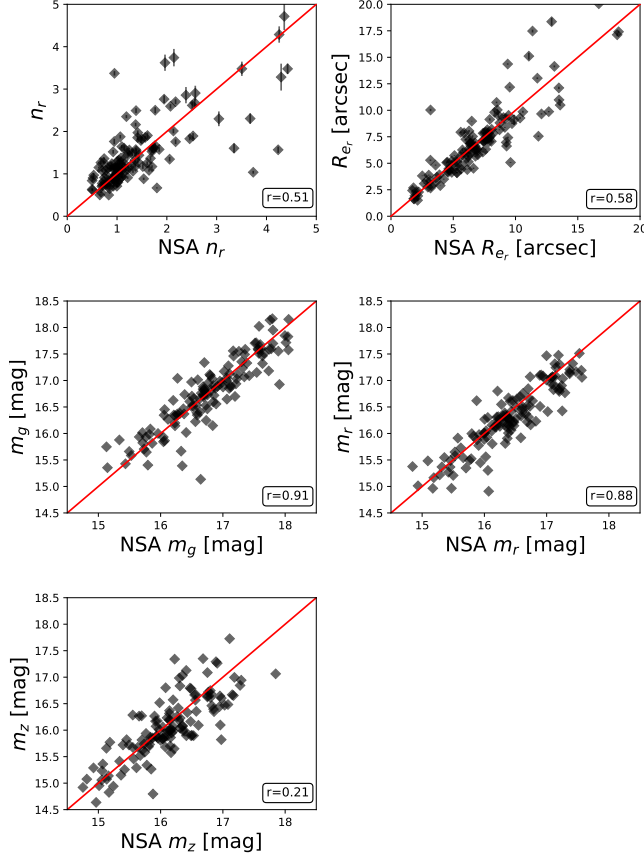 5
4
3
2
1
0
0 1 2 3 4 5
n_r
NSA n_r
r=0.51
20.0
17.5
15.0
12.5
10.0
7.5
5.0
2.5
0.0
0 5 10 15 20
R_{e_r} [arcsec]
NSA R_{e_r} [arcsec]
r=0.58
18.5
18.0
17.5
17.0
16.5
16.0
15.5
15.0
14.5
15 16 17 18
m_g [mag]
NSA m_g [mag]
r=0.91
18.5
18.0
17.5
17.0
16.5
16.0
15.5
15.0
14.5
15 16 17 18
m_r [mag]
NSA m_r [mag]
r=0.88
18.5
18.0
17.5
17.0
16.5
16.0
15.5
15.0
14.5
15 16 17 18
m_z [mag]
NSA m_z [mag]
r=0.21